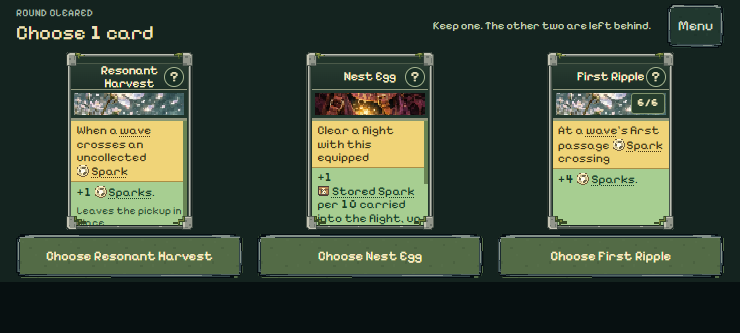 ROUND CLEARED
Choose 1 card
Keep one. The other two are left behind.
Menu
Resonant
Harvest
?
When a wave
crosses an
uncollected
Spark
+1 Sparks.
Leaves the pickup in
Nest Egg
?
Clear a flight
with this
equipped
+1
Stored Spark
per 10 carried
into the flight, up
First Ripple
?
6/6
At a wave's first
passage Spark
crossing
+4 Sparks.
Choose Resonant Harvest
Choose Nest Egg
Choose First Ripple